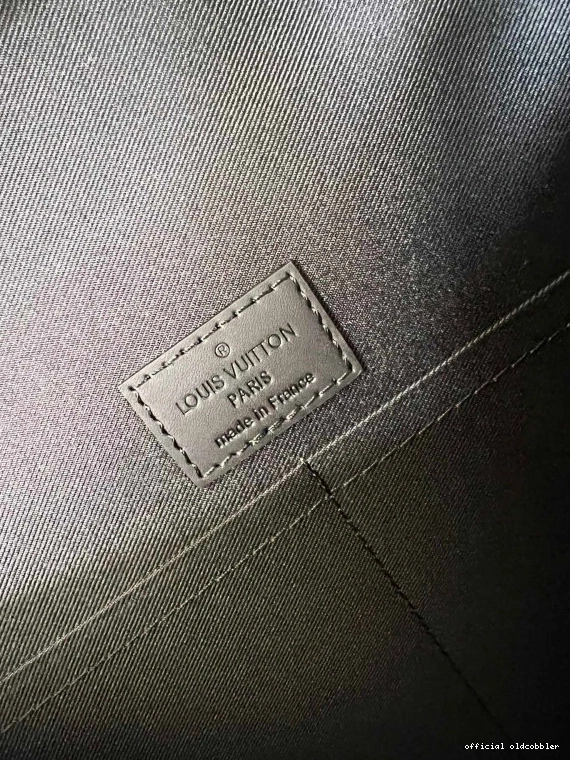 ®
LOUIS VUITTON
PARIS
made in France
official oldcobbler